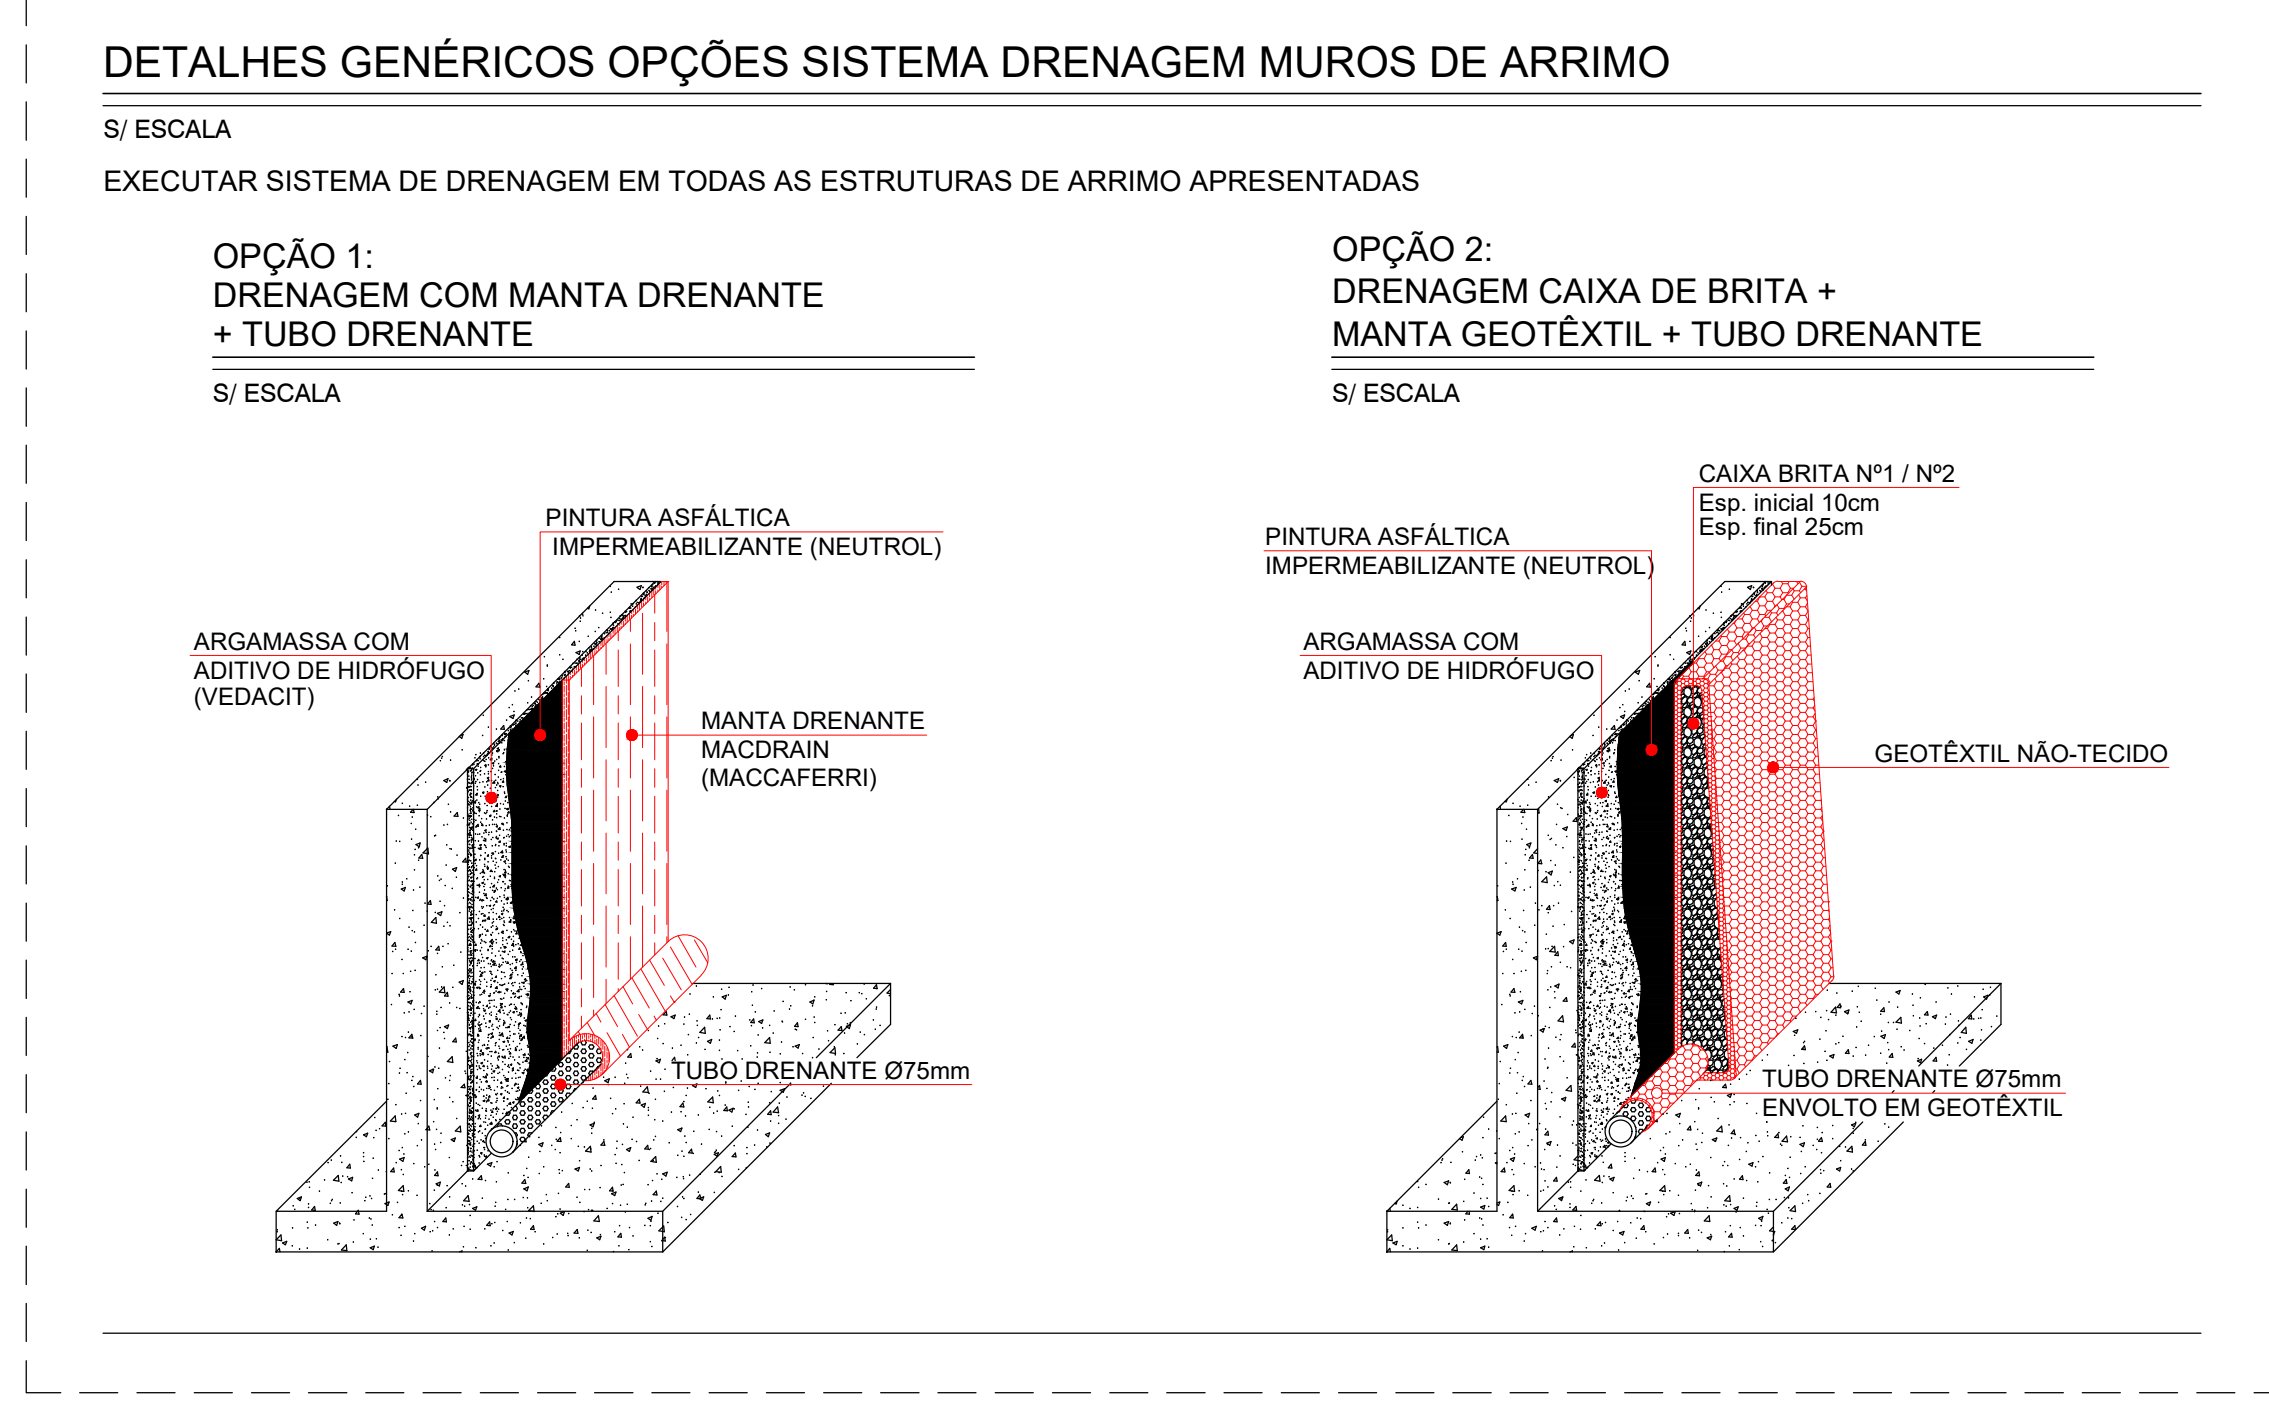 DETALHES GENÉRICOS OPÇÕES SISTEMA DRENAGEM MUROS DE ARRIMO
S/ ESCALA
EXECUTAR SISTEMA DE DRENAGEM EM TODAS AS ESTRUTURAS DE ARRIMO APRESENTADAS
OPÇÃO 1:
DRENAGEM COM MANTA DRENANTE
+ TUBO DRENANTE
S/ ESCALA
PINTURA ASFÁLTICA
IMPERMEABILIZANTE (NEUTROL)
ARGAMASSA COM
ADITIVO DE HIDRÓFUGO
(VEDACIT)
MANTA DRENANTE
MACDRAIN
(MACCAFERRI)
TUBO DRENANTE Ø75mm
OPÇÃO 2:
DRENAGEM CAIXA DE BRITA +
MANTA GEOTÊXTIL + TUBO DRENANTE
S/ ESCALA
CAIXA BRITA Nº1 / Nº2
Esp. inicial 10cm
Esp. final 25cm
PINTURA ASFÁLTICA
IMPERMEABILIZANTE (NEUTROL)
ARGAMASSA COM
ADITIVO DE HIDRÓFUGO
GEOTÊXTIL NÃO-TECIDO
TUBO DRENANTE Ø75mm
ENVOLTO EM GEOTÊXTIL